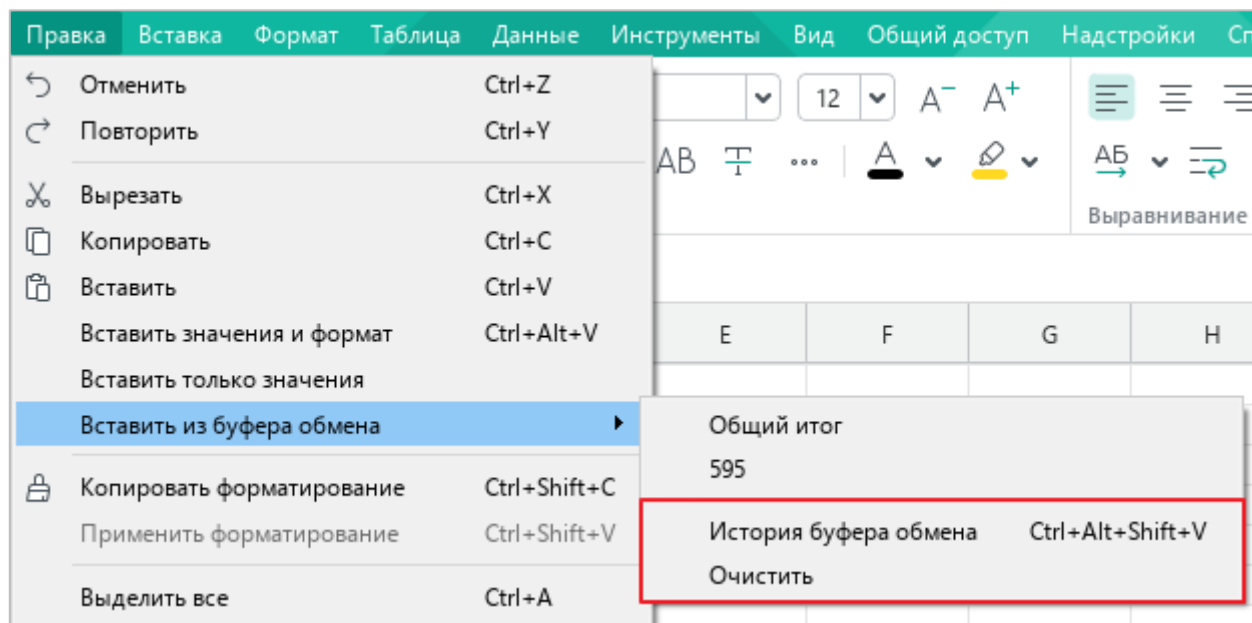 Правка Вставка Формат Таблица Данные Инструменты Вид Общий доступ Надстройки
Отменить Ctrl+Z
Повторить Ctrl+Y
12 A− A+
AB T ••• A
АБ
Вырезать Ctrl+X
Выравнивание
Копировать Ctrl+C
Вставить Ctrl+V
Вставить значения и формат Ctrl+Alt+V
E F G H
Вставить только значения
Вставить из буфера обмена
Общий итог
595
Копировать форматирование Ctrl+Shift+C
Применить форматирование Ctrl+Shift+V
История буфера обмена Ctrl+Alt+Shift+V
Очистить
Выделить все Ctrl+A